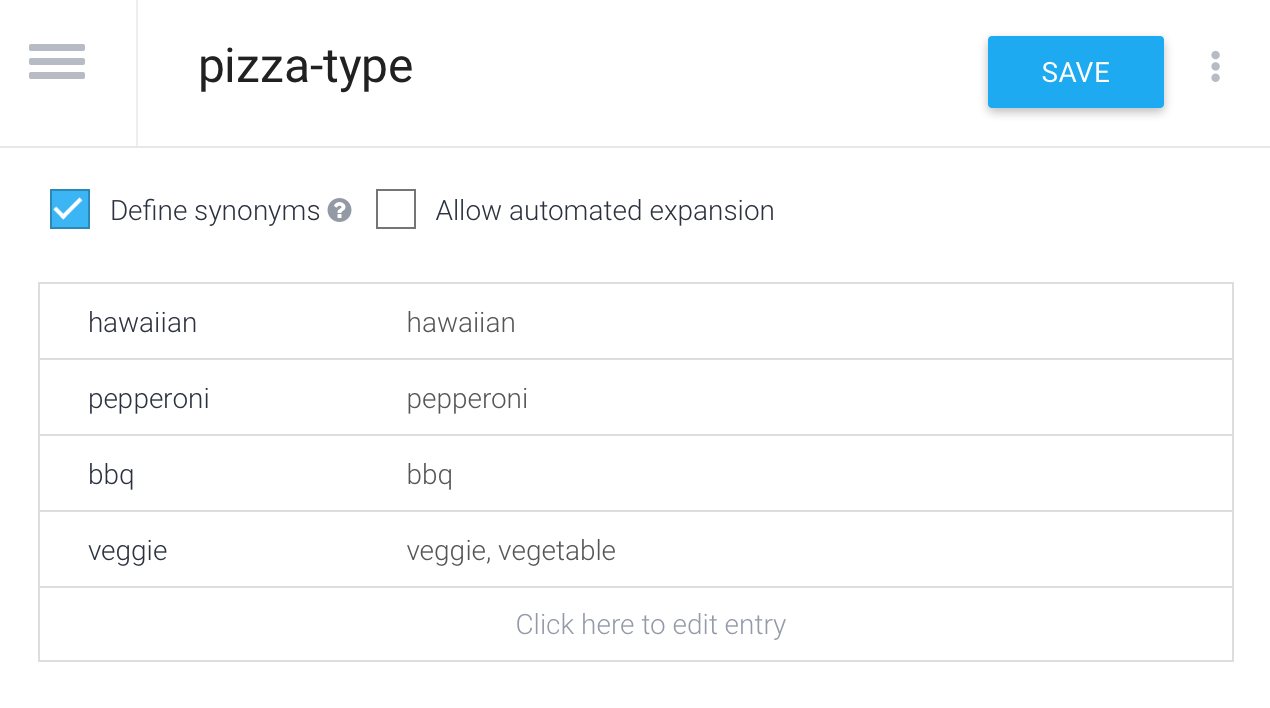 pizza-type
SAVE
Define synonyms ? Allow automated expansion
hawaiian hawaiian
pepperoni pepperoni
bbq bbq
veggie veggie, vegetable
Click here to edit entry